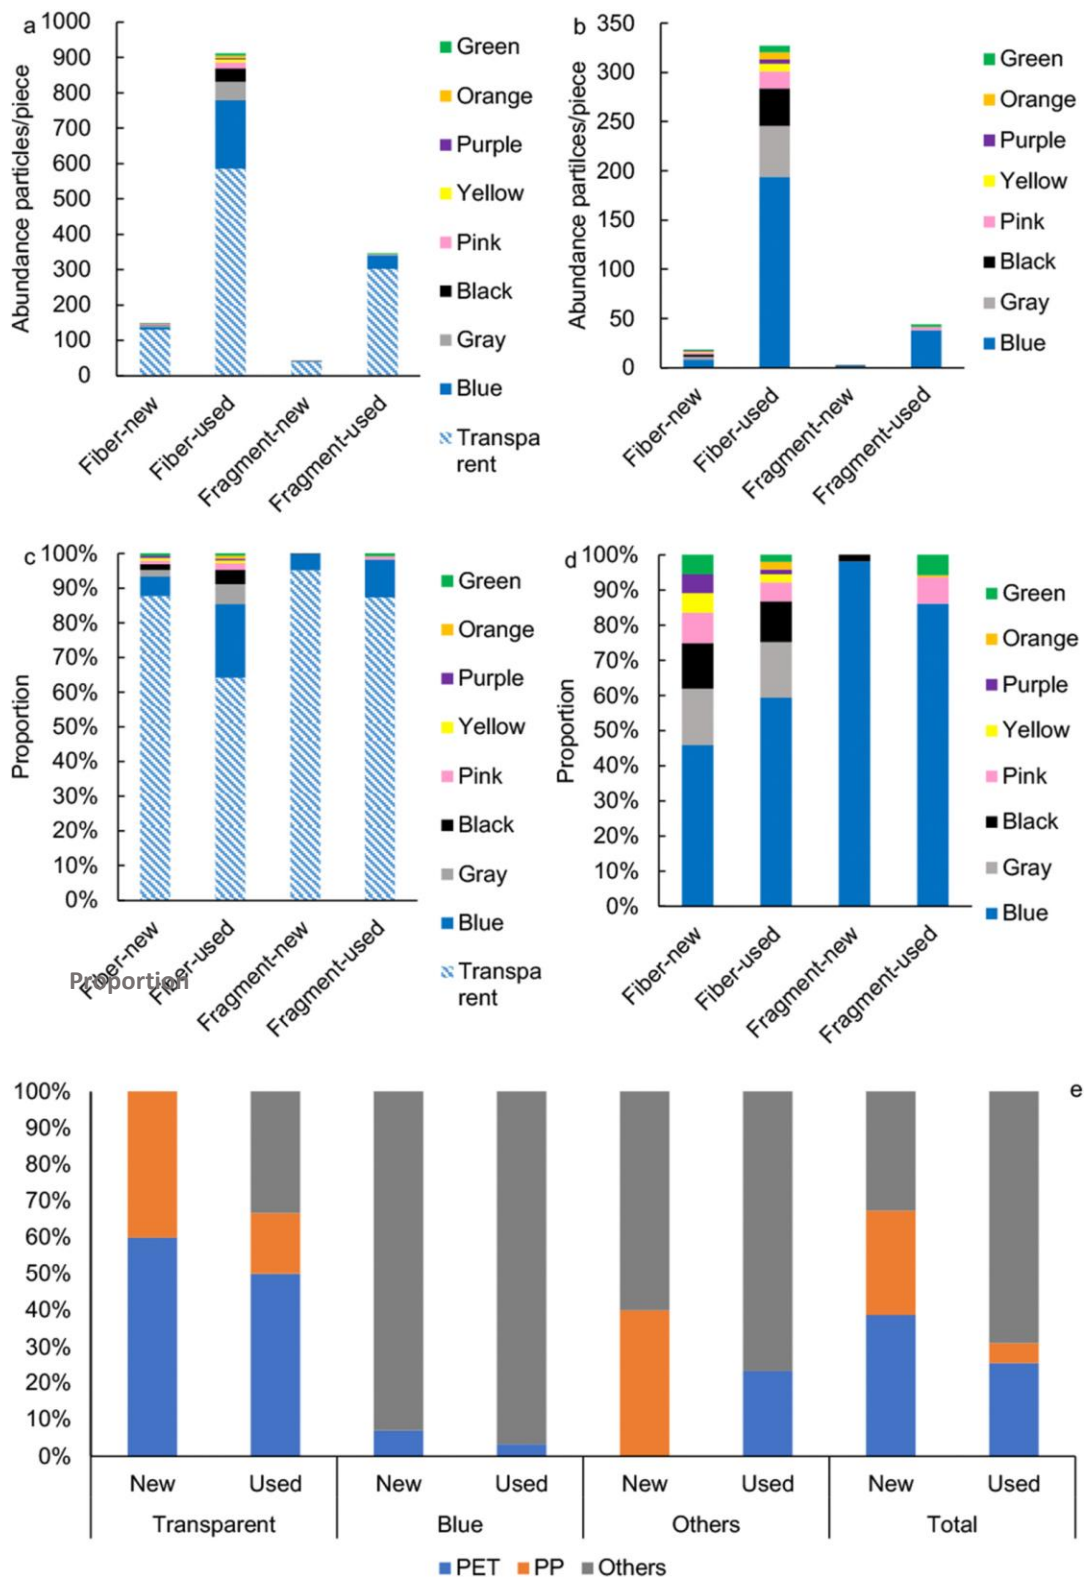 a
Abundance particles/piece
1000
900
800
700
600
500
400
300
200
100
0
Fiber-new
Fiber-used
Fragment-new
Fragment-used
Green
Orange
Purple
Yellow
Pink
Black
Gray
Blue
Transpa
rent
b
Abundance partilces/piece
350
300
250
200
150
100
50
0
Fiber-new
Fiber-used
Fragment-new
Fragment-used
Green
Orange
Purple
Yellow
Pink
Black
Gray
Blue
c
Proportion
100%
90%
80%
70%
60%
50%
40%
30%
20%
10%
0%
Fiber-new
Fiber-used
Fragment-new
Fragment-used
Proportion
Green
Orange
Purple
Yellow
Pink
Black
Gray
Blue
Transpa
rent
d
Proportion
100%
90%
80%
70%
60%
50%
40%
30%
20%
10%
0%
Fiber-new
Fiber-used
Fragment-new
Fragment-used
Green
Orange
Purple
Yellow
Pink
Black
Gray
Blue
e
100%
90%
80%
70%
60%
50%
40%
30%
20%
10%
0%
New Used New Used New Used New Used
Transparent Blue Others Total
PET PP Others